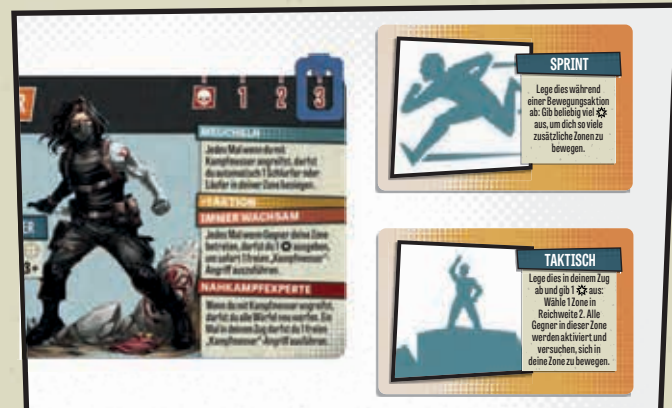 R
1 2 3
MEUCHELN
Jedes Mal wenn du mit
Kampfmesser angreifst, darfst
du automatisch 1 Schlurfer oder
Läufer in deiner Zone besiegen.
+1 AKTION
IMMER WACHSAM
Jedes Mal wenn Gegner deine Zone
betreten, darfst du 1 ausgeben,
um sofort 1 freien „Kampfmesser“-
Angriff auszuführen.
NAHKAMPFEXPERTE
Wenn du mit Kampfmesser angreifst,
darfst du alle Würfel neu werfen. Ein
Mal in deinem Zug darfst du 1 freien
„Kampfmesser“-Angriff ausführen.
ER
3+
SPRINT
Lege dies während
einer Bewegungsaktion
ab: Gib beliebig viel
aus, um dich so viele
zusätzliche Zonen zu
bewegen.
TAKTISCH
Lege dies in deinem Zug
ab und gib 1 aus:
Wähle 1 Zone in
Reichweite 2. Alle
Gegner in dieser Zone
werden aktiviert und
versuchen, sich in
deine Zone zu bewegen.